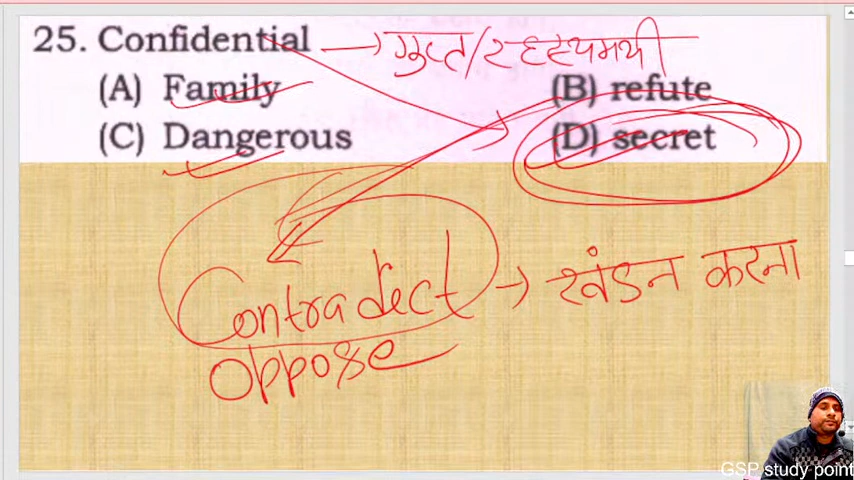 25. Confidential → गुप्त/रहस्यमयी
(A) Family (B) refute
(C) Dangerous (D) secret
Contradict → खंडन करना
oppose
GSP study point